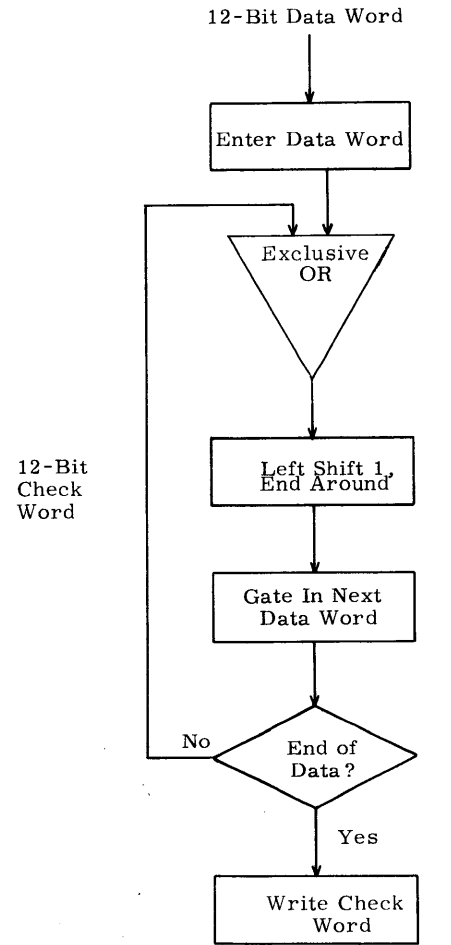 12-Bit Data Word
Enter Data Word
Exclusive
OR
Left Shift 1,
End Around
12-Bit
Check
Word
Gate In Next
Data Word
No
End of
Data?
Yes
Write Check
Word